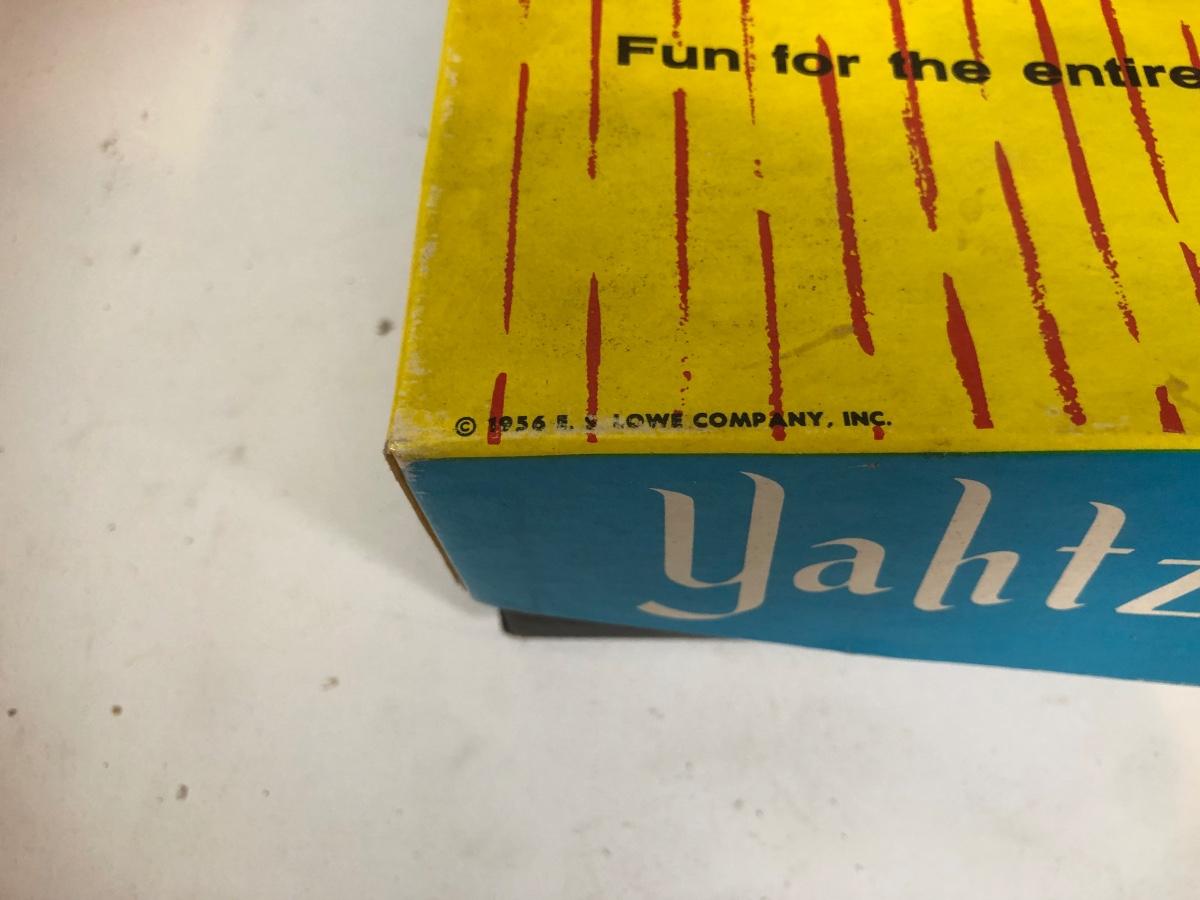 Fun for the entire
© 1956 E. S. LOWE COMPANY, INC.
Yahtz